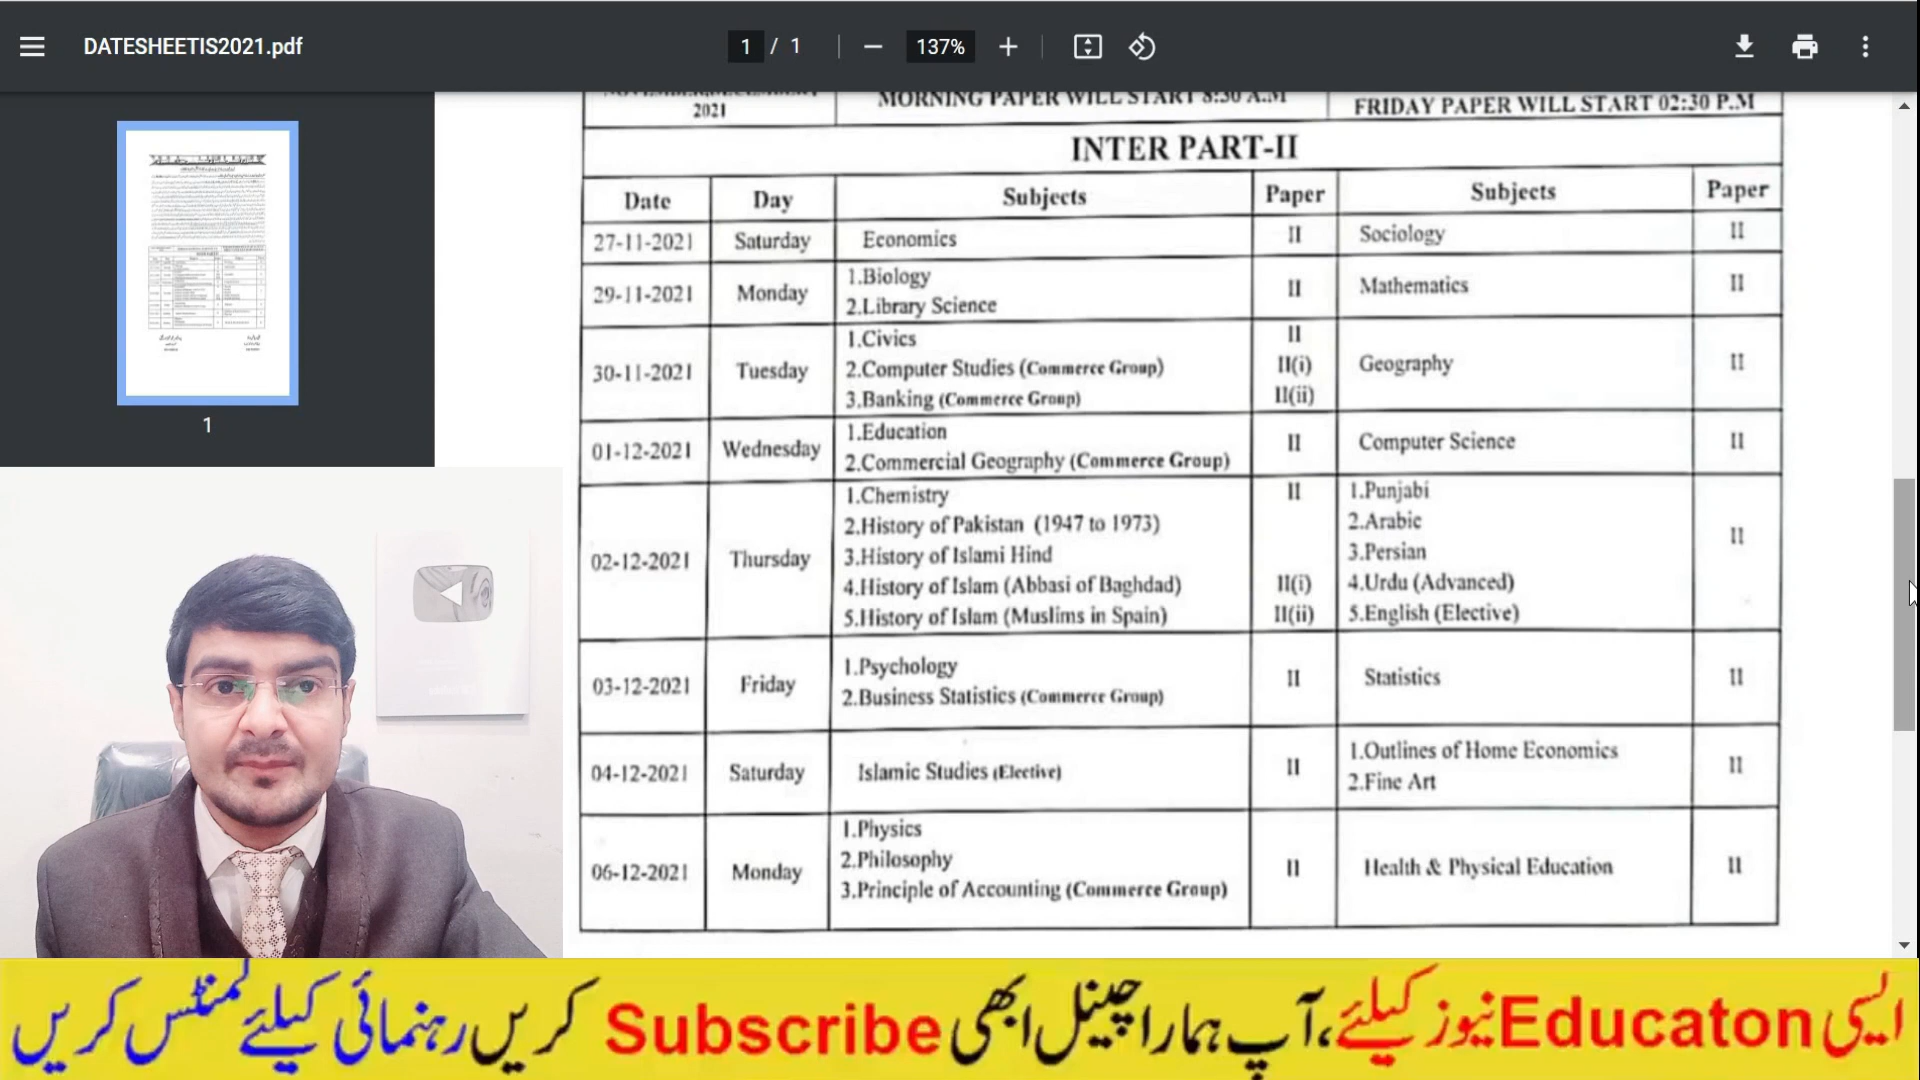 DATESHEETIS2021.pdf
1 / 1
137%
1
2021
MORNING PAPER WILL START 8:30 A.M
FRIDAY PAPER WILL START 02:30 P.M
INTER PART-II
Date Day Subjects Paper Subjects Paper
27-11-2021 Saturday Economics II Sociology II
29-11-2021 Monday 1.Biology II Mathematics II
2.Library Science
30-11-2021 Tuesday 1.Civics II Geography II
2.Computer Studies (Commerce Group) II(i)
3.Banking (Commerce Group) II(ii)
01-12-2021 Wednesday 1.Education II Computer Science II
2.Commercial Geography (Commerce Group)
02-12-2021 Thursday 1.Chemistry II 1.Punjabi II
2.History of Pakistan (1947 to 1973) 2.Arabic
3.History of Islami Hind 3.Persian
4.History of Islam (Abbasi of Baghdad) II(i) 4.Urdu (Advanced)
5.History of Islam (Muslims in Spain) II(ii) 5.English (Elective)
03-12-2021 Friday 1.Psychology II Statistics II
2.Business Statistics (Commerce Group)
04-12-2021 Saturday Islamic Studies (Elective) II 1.Outlines of Home Economics II
2.Fine Art
06-12-2021 Monday 1.Physics II Health & Physical Education II
2.Philosophy
3.Principle of Accounting (Commerce Group)
ایسی Educaton نیوز کیلئے، آپ ہمارا چینل ابھی Subscribe کریں رہنمائی کیلئے کمنٹس کریں